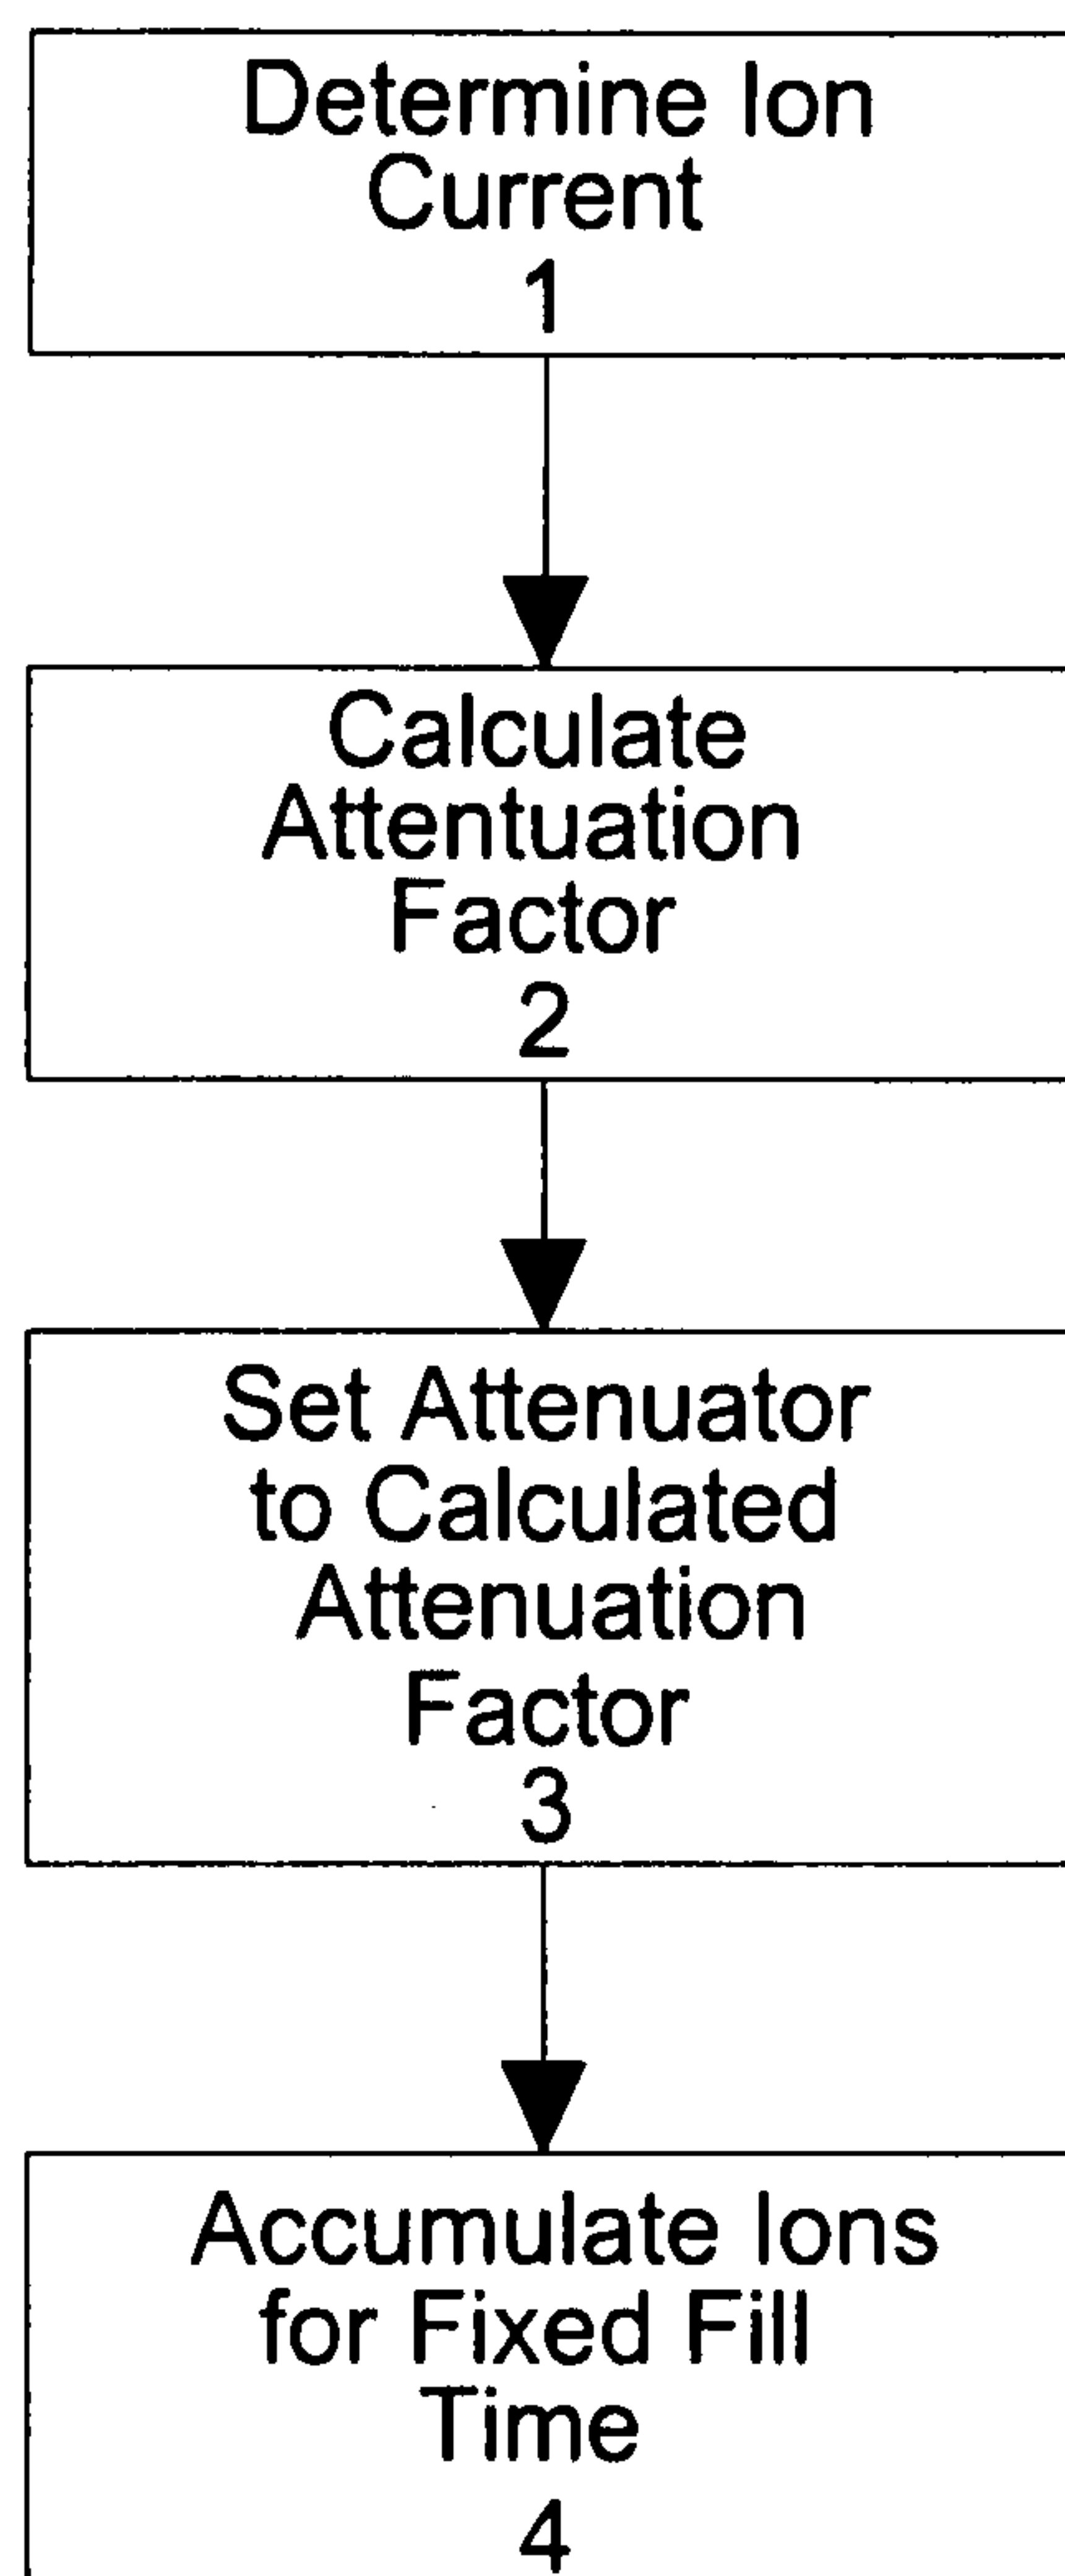 Determine Ion
Current
1
Calculate
Attentuation
Factor
2
Set Attenuator
to Calculated
Attenuation
Factor
3
Accumulate Ions
for Fixed Fill
Time
4